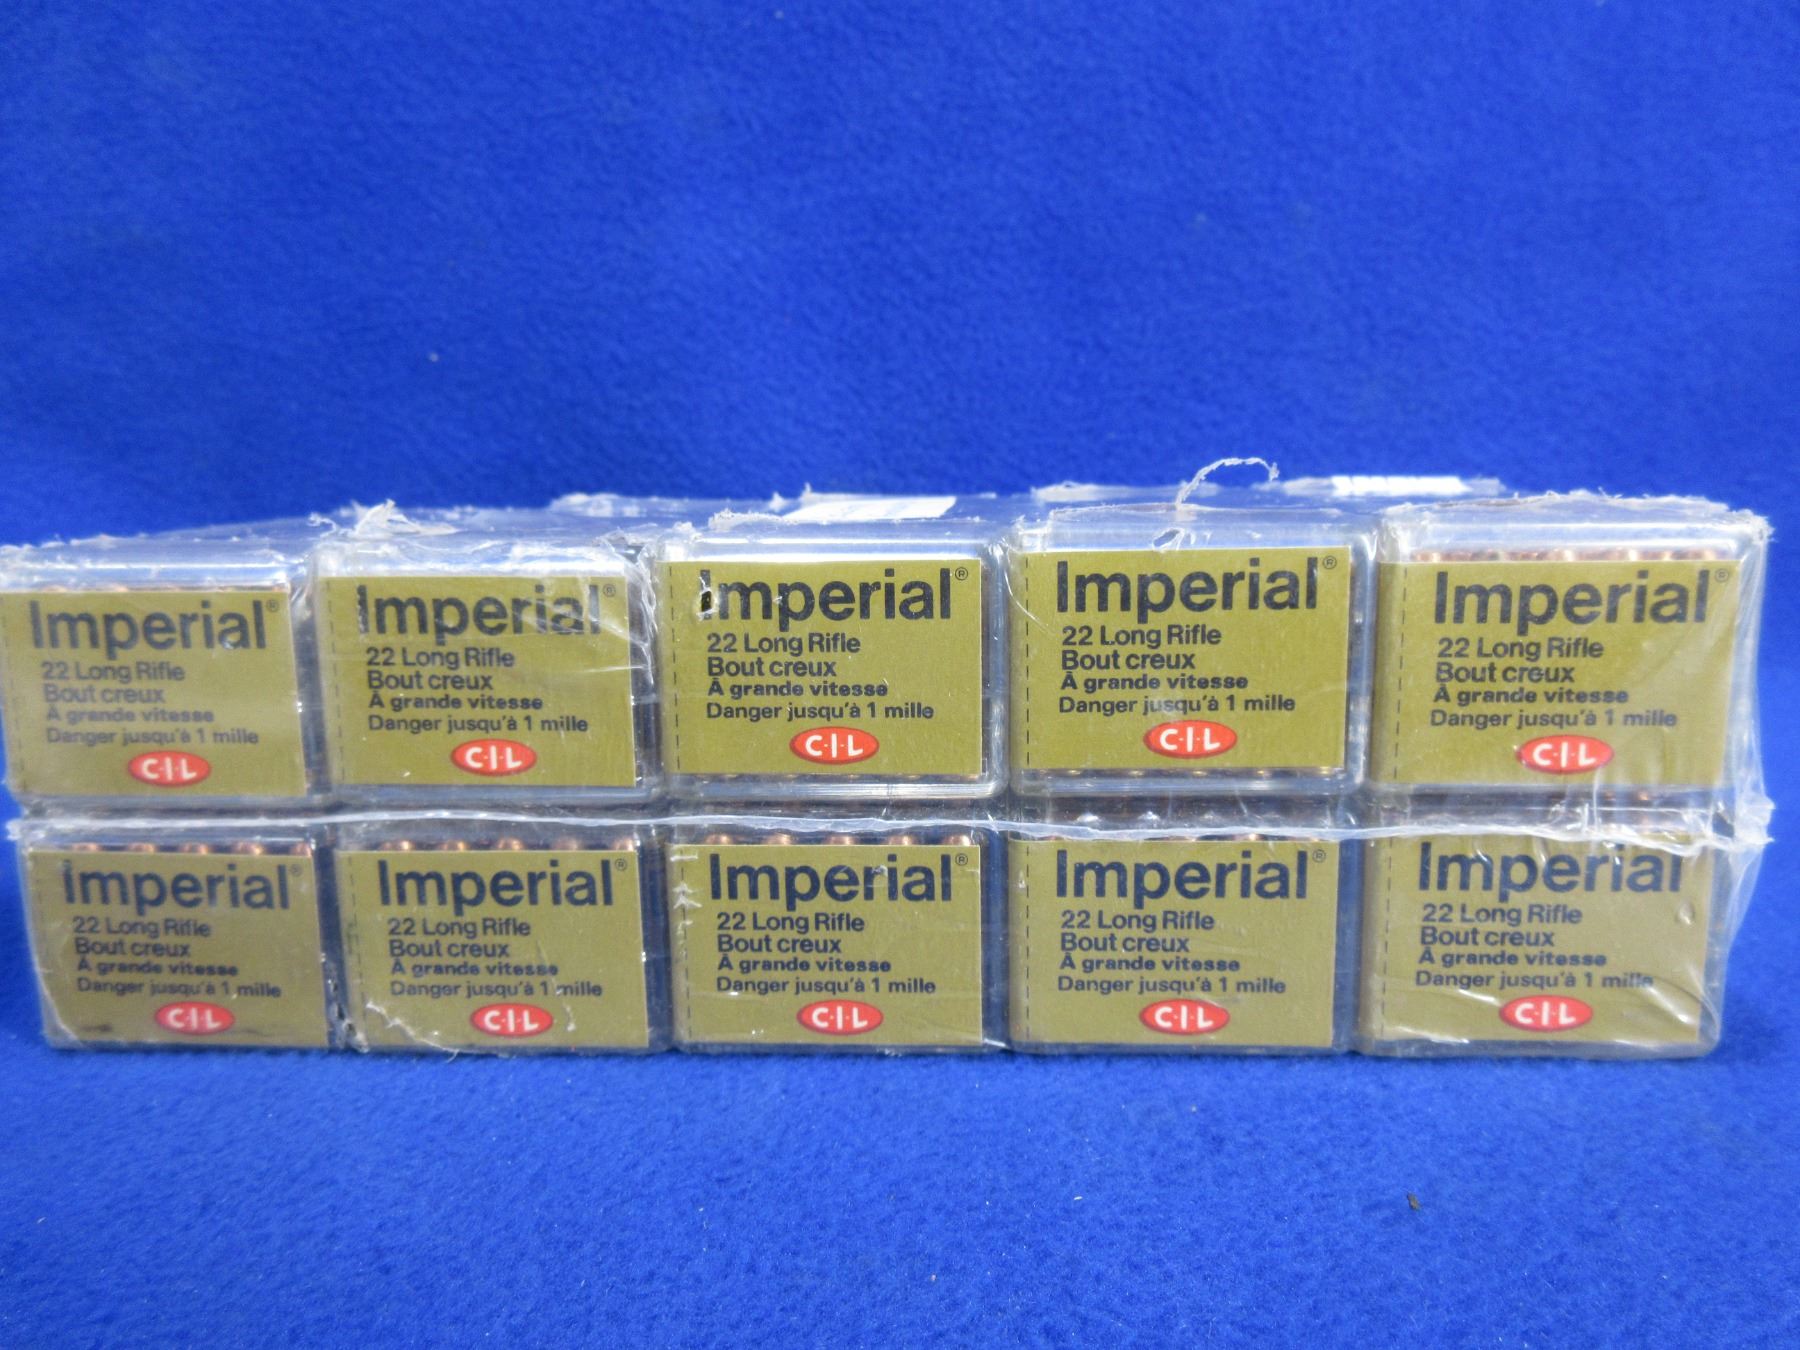 Imperial®
22 Long Rifle
Bout creux
À grande vitesse
Danger jusqu'à 1 mille
C-I-L
Imperial®
22 Long Rifle
Bout creux
À grande vitesse
Danger jusqu'à 1 mille
C-I-L
Imperial®
22 Long Rifle
Bout creux
À grande vitesse
Danger jusqu'à 1 mille
C-I-L
Imperial®
22 Long Rifle
Bout creux
À grande vitesse
Danger jusqu'à 1 mille
C-I-L
Imperial®
22 Long Rifle
Bout creux
À grande vitesse
Danger jusqu'à 1 mille
C-I-L
Imperial®
22 Long Rifle
Bout creux
À grande vitesse
Danger jusqu'à 1 mille
C-I-L
Imperial®
22 Long Rifle
Bout creux
À grande vitesse
Danger jusqu'à 1 mille
C-I-L
Imperial®
22 Long Rifle
Bout creux
À grande vitesse
Danger jusqu'à 1 mille
C-I-L
Imperial®
22 Long Rifle
Bout creux
À grande vitesse
Danger jusqu'à 1 mille
C-I-L
Imperial
22 Long Rifle
Bout creux
À grande vitesse
Danger jusqu'à 1 mille
C-I-L